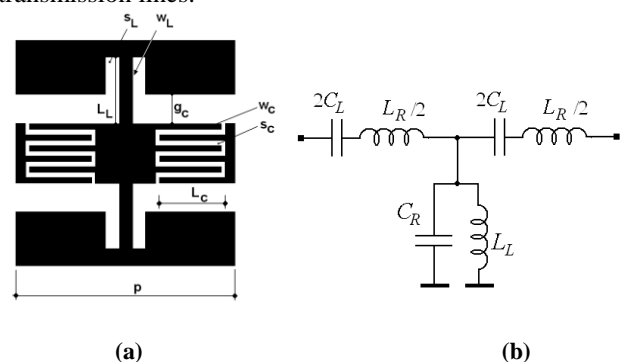 transmission lines.
s_L w_L
L_L g_c
w_c
s_c
L_c
p
2C_L L_R/2 2C_L L_R/2
C_R L_L
(a) (b)